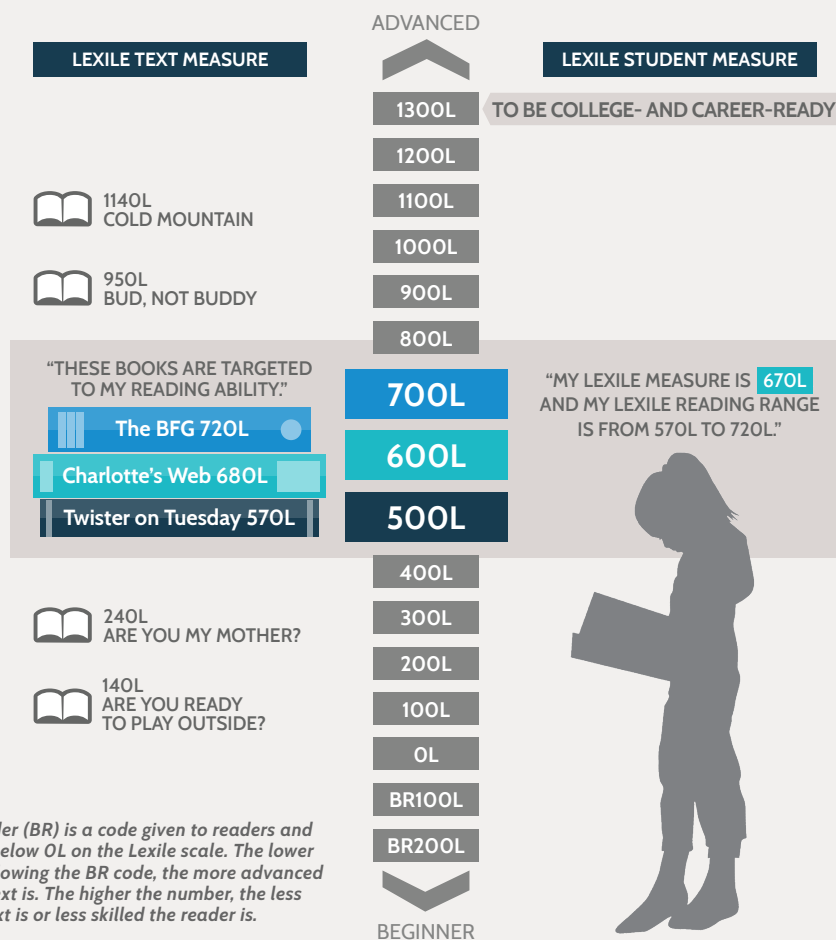 ADVANCED
LEXILE TEXT MEASURE
LEXILE STUDENT MEASURE
1300L
TO BE COLLEGE- AND CAREER-READY
1200L
1140L
COLD MOUNTAIN
1100L
1000L
950L
BUD, NOT BUDDY
900L
800L
“THESE BOOKS ARE TARGETED
TO MY READING ABILITY.”
The BFG 720L
Charlotte’s Web 680L
Twister on Tuesday 570L
700L
600L
500L
“MY LEXILE MEASURE IS 670L
AND MY LEXILE READING RANGE
IS FROM 570L TO 720L.”
400L
240L
ARE YOU MY MOTHER?
300L
200L
140L
ARE YOU READY
TO PLAY OUTSIDE?
100L
0L
BR100L
BR200L
(BR) is a code given to readers and
0L on the Lexile scale. The lower
the BR code, the more advanced
is. The higher the number, the less
is or less skilled the reader is.
BEGINNER